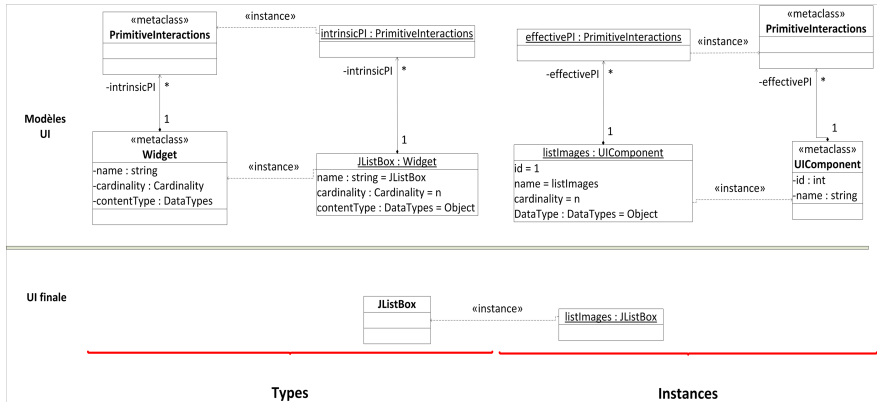 «metaclass»
PrimitiveInteractions
«instance»
intrinsicPI : PrimitiveInteractions
effectivePI : PrimitiveInteractions
«instance»
«metaclass»
PrimitiveInteractions
-intrinsicPI
*
-intrinsicPI
*
-effectivePI
*
-effectivePI
*
Modèles
UI
1
1
1
1
«metaclass»
Widget
-name : string
-cardinality : Cardinality
-contentType : DataTypes
«instance»
JListBox : Widget
name : string = JListBox
cardinality : Cardinality = n
contentType : DataTypes = Object
listImages : UIComponent
id = 1
name = listImages
cardinality = n
DataType : DataTypes = Object
«instance»
«metaclass»
UIComponent
-id : int
-name : string
UI finale
JListBox
«instance»
listImages : JListBox
Types
Instances